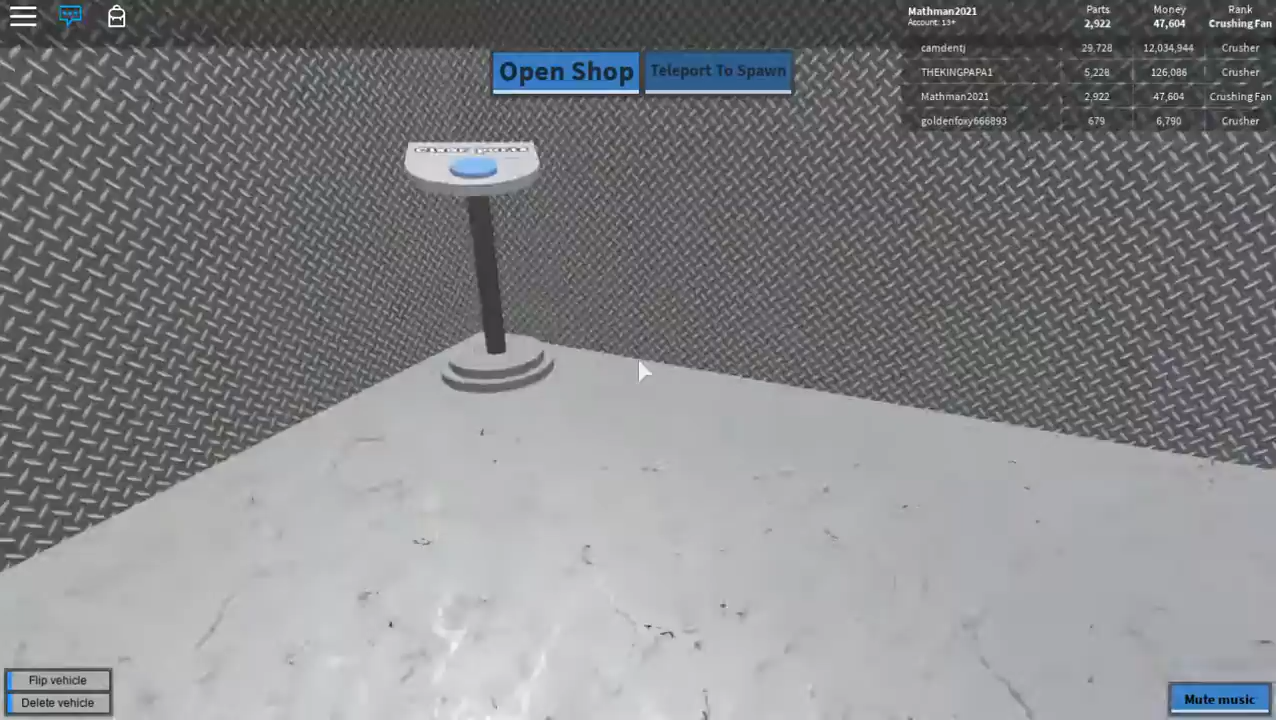 Mathman2021 Parts Money Rank
Account: 13+ 2,922 47,604 Crushing Fan
camdentj 29,728 12,034,944 Crusher
THEKINGPAPA1 5,228 126,086 Crusher
Mathman2021 2,922 47,604 Crushing Fan
goldenfoxy666893 679 6,790 Crusher
Open Shop
Teleport To Spawn
Flip vehicle
Delete vehicle
Mute music